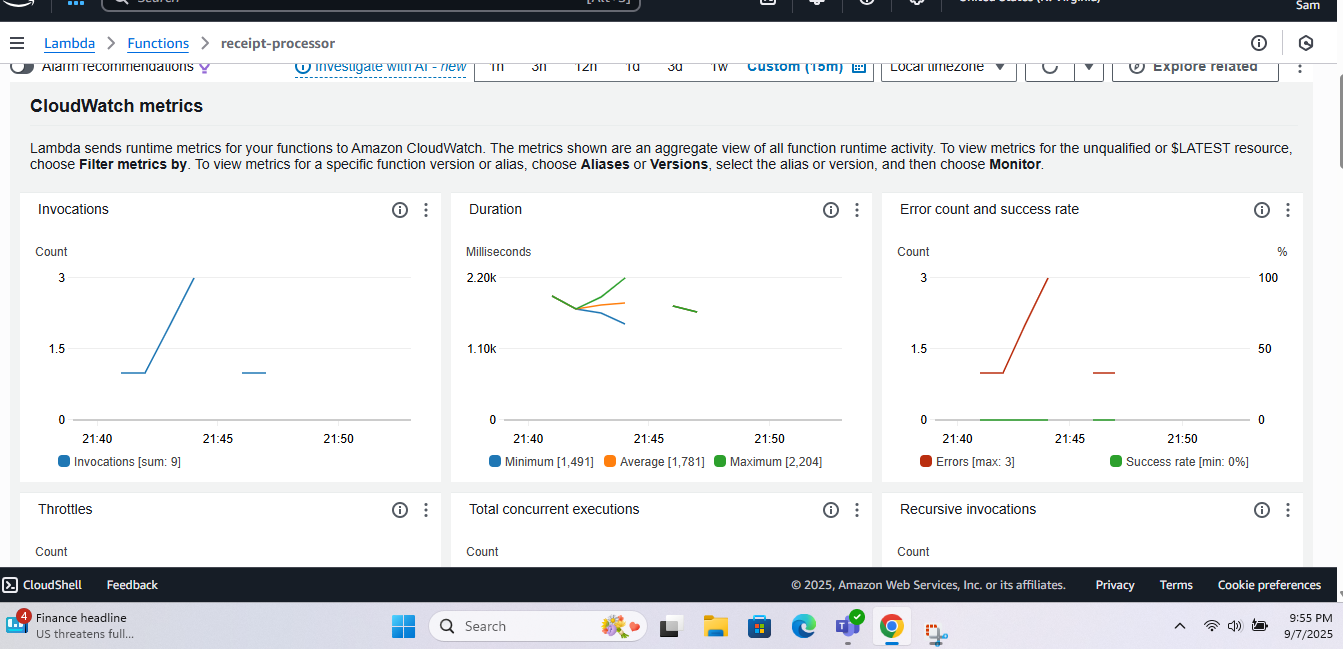 Search
[Alt+S]
United States (N. Virginia)
Sam
Lambda
Functions
receipt-processor
Alarm recommendations
Investigate with AI - new
1h
3h
12h
1d
3d
1w
Custom (15m)
Local timezone
Explore related
CloudWatch metrics
Lambda sends runtime metrics for your functions to Amazon CloudWatch. The metrics shown are an aggregate view of all function runtime activity. To view metrics for the unqualified or $LATEST resource,
choose Filter metrics by. To view metrics for a specific function version or alias, choose Aliases or Versions, select the alias or version, and then choose Monitor.
Invocations
Count
3
1.5
0
21:40
21:45
21:50
Invocations [sum: 9]
Duration
Milliseconds
2.20k
1.10k
0
21:40
21:45
21:50
Minimum [1,491]
Average [1,781]
Maximum [2,204]
Error count and success rate
Count
%
3
100
1.5
50
0
0
21:40
21:45
21:50
Errors [max: 3]
Success rate [min: 0%]
Throttles
Count
Total concurrent executions
Count
Recursive invocations
Count
CloudShell
Feedback
© 2025, Amazon Web Services, Inc. or its affiliates.
Privacy
Terms
Cookie preferences
4
Finance headline
US threatens full...
Search
9:55 PM
9/7/2025